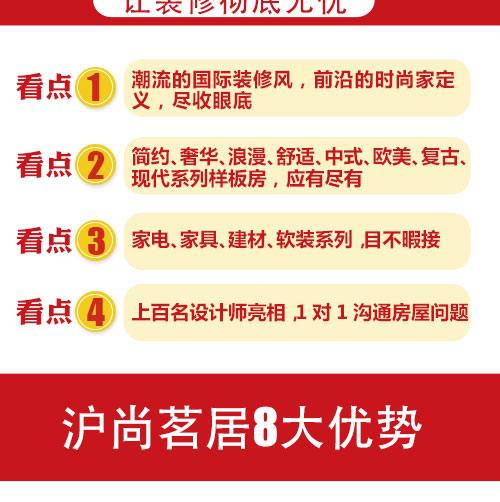 让装修彻底无忧
看点1
潮流的国际装修风，前沿的时尚家定
义，尽收眼底
看点2
简约、奢华、浪漫、舒适、中式、欧美、复古、
现代系列样板房，应有尽有
看点3
家电、家具、建材、软装系列，目不暇接
看点4
上百名设计师亮相，1对1沟通房屋问题
沪尚茗居8大优势